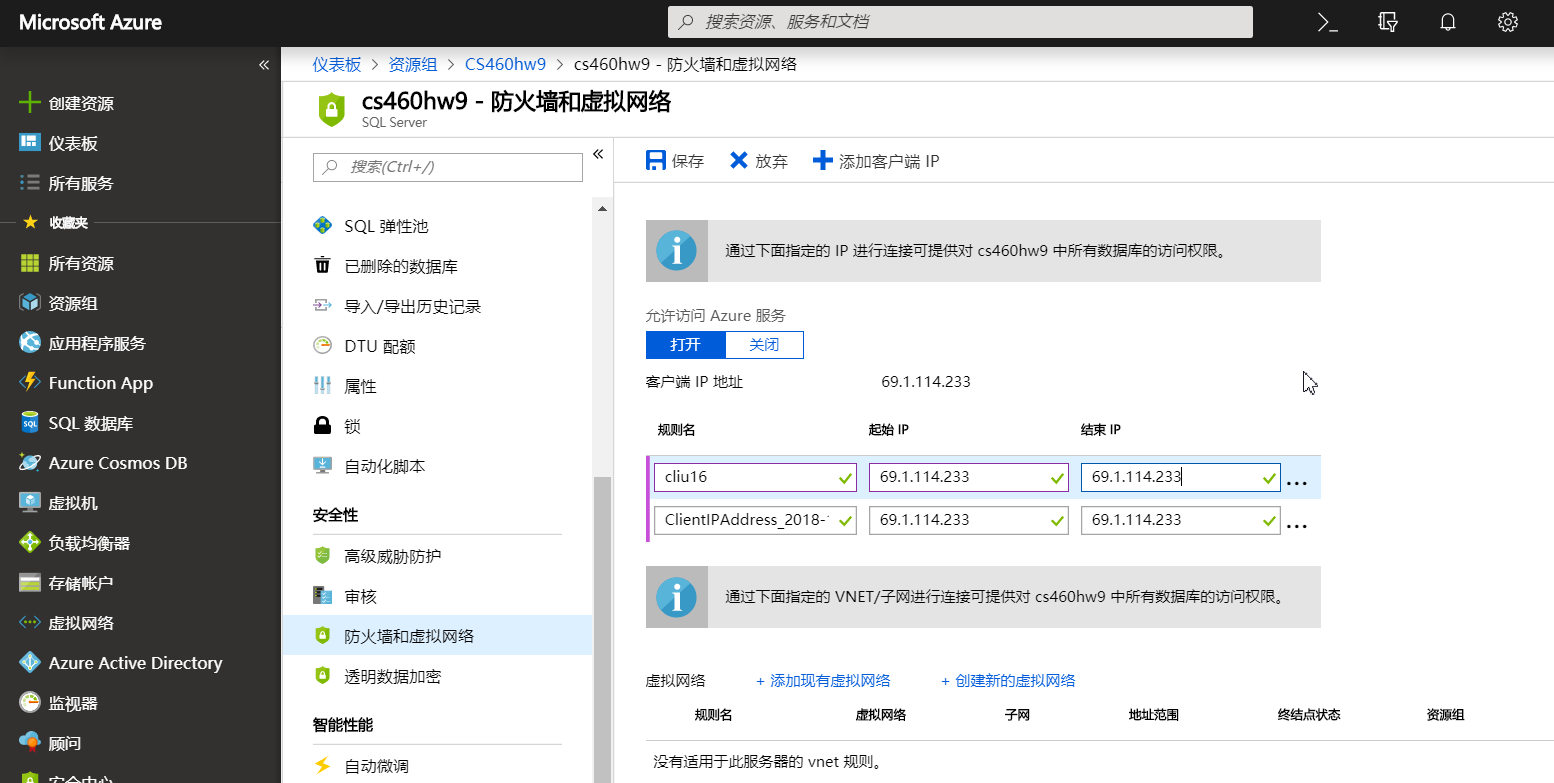 Microsoft Azure
搜索资源、服务和文档
仪表板 > 资源组 > CS460hw9 > cs460hw9 - 防火墙和虚拟网络
cs460hw9 - 防火墙和虚拟网络
SQL Server
创建资源
仪表板
所有服务
收藏夹
所有资源
资源组
应用程序服务
Function App
SQL 数据库
Azure Cosmos DB
虚拟机
负载均衡器
存储帐户
虚拟网络
Azure Active Directory
监视器
顾问
安全中心
搜索(Ctrl+/)
SQL 弹性池
已删除的数据库
导入/导出历史记录
DTU 配额
属性
锁
自动化脚本
安全性
高级威胁防护
审核
防火墙和虚拟网络
透明数据加密
智能性能
自动微调
保存 放弃 添加客户端 IP
通过下面指定的 IP 进行连接可提供对 cs460hw9 中所有数据库的访问权限。
允许访问 Azure 服务
打开 关闭
客户端 IP 地址 69.1.114.233
规则名 起始 IP 结束 IP
cliu16 69.1.114.233 69.1.114.233 ...
ClientIPAddress_2018- 69.1.114.233 69.1.114.233 ...
通过下面指定的 VNET/子网进行连接可提供对 cs460hw9 中所有数据库的访问权限。
虚拟网络 + 添加现有虚拟网络 + 创建新的虚拟网络
规则名 虚拟网络 子网 地址范围 终结点状态 资源组
没有适用于此服务器的 vnet 规则。